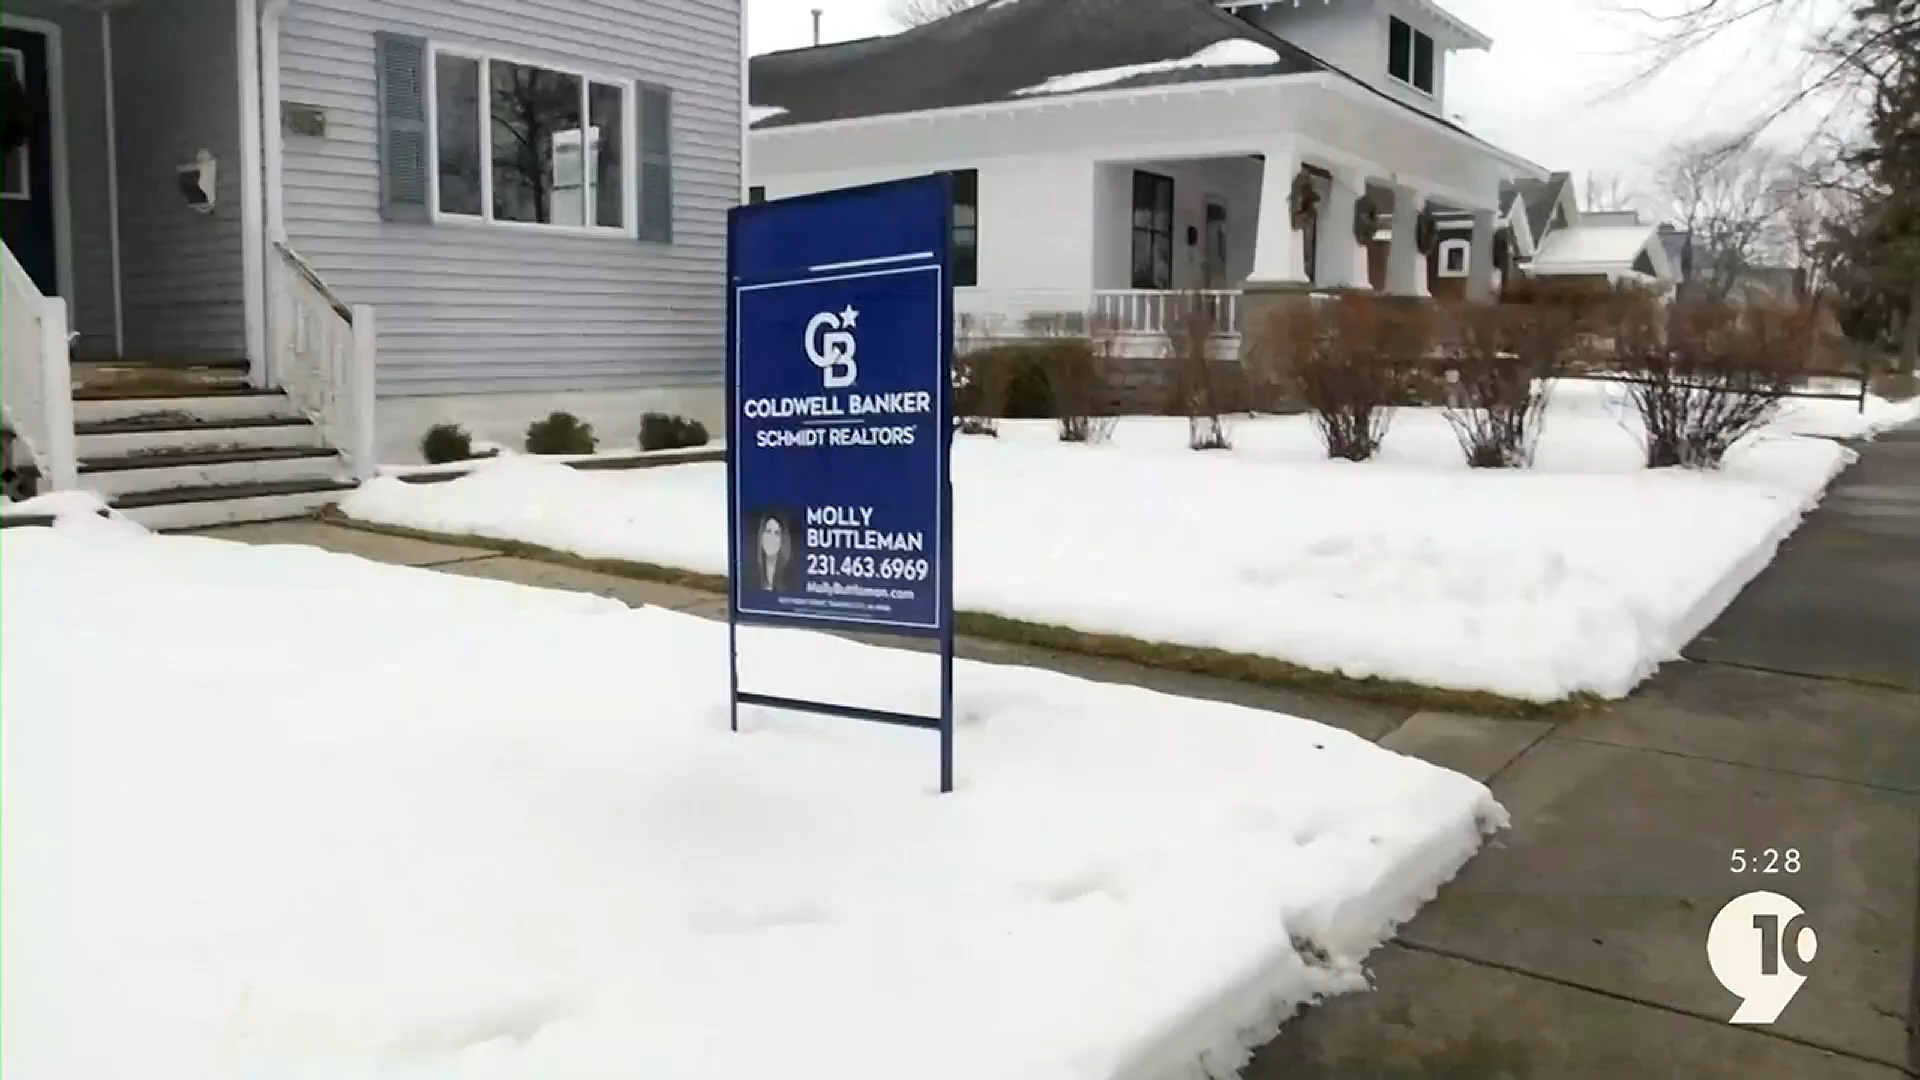 CB
COLDWELL BANKER
SCHMIDT REALTORS
MOLLY
BUTTLEMAN
231.463.6969
MollyButtleman.com
5:28
9
10